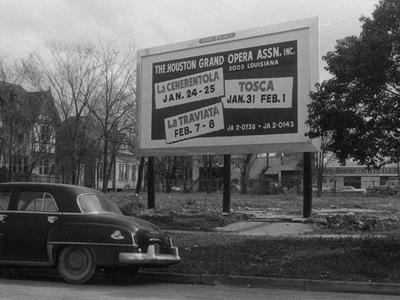 THE HOUSTON GRAND OPERA ASSN. INC.
3003 LOUISIANA
La CENERENTOLA
JAN. 24-25
TOSCA
JAN. 31 FEB. 1
La TRAVIATA
FEB. 7-8
JA 2-0738 • JA 2-0143